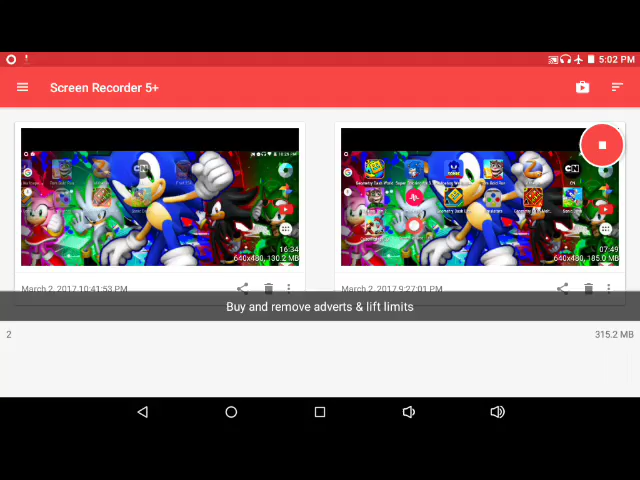 5:02 PM
Screen Recorder 5+
16:34
640x480, 130.2 MB
07:49
640x480, 185.0 MB
March 2, 2017 10:41:53 PM
March 2, 2017 9:27:01 PM
Buy and remove adverts & lift limits
2
315.2 MB